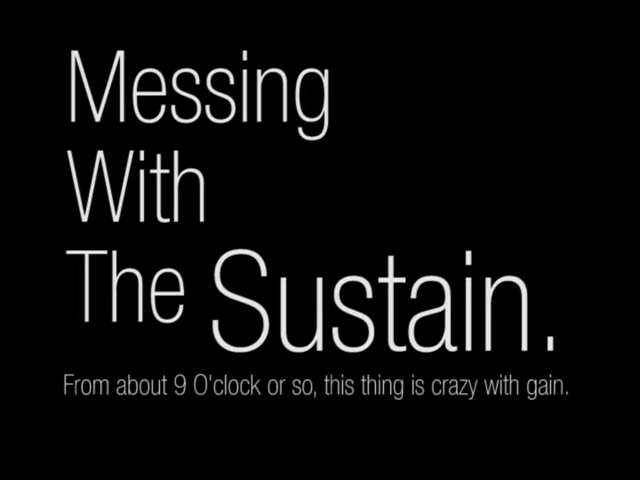 Messing
With
The Sustain.
From about 9 O'clock or so, this thing is crazy with gain.